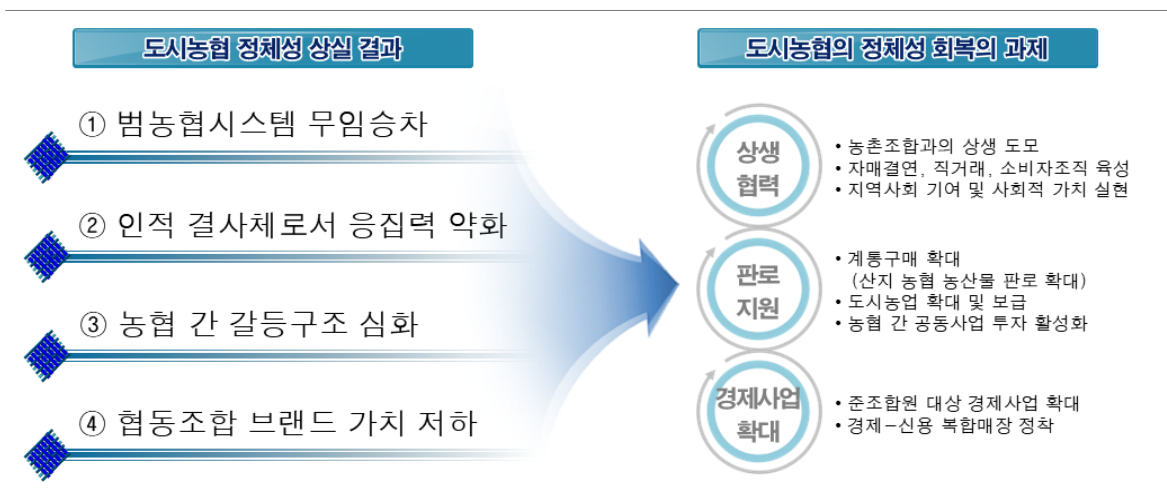 도시농협 정체성 상실 결과
① 범농협시스템 무임승차
② 인적 결사체로서 응집력 약화
③ 농협 간 갈등구조 심화
④ 협동조합 브랜드 가치 저하
도시농협의 정체성 회복의 과제
상생
협력
• 농촌조합과의 상생 도모
• 자매결연, 직거래, 소비자조직 육성
• 지역사회 기여 및 사회적 가치 실현
판로
지원
• 계통구매 확대
(산지 농협 농산물 판로 확대)
• 도시농업 확대 및 보급
• 농협 간 공동사업 투자 활성화
경제사업
확대
• 준조합원 대상 경제사업 확대
• 경제-신용 복합매장 정착